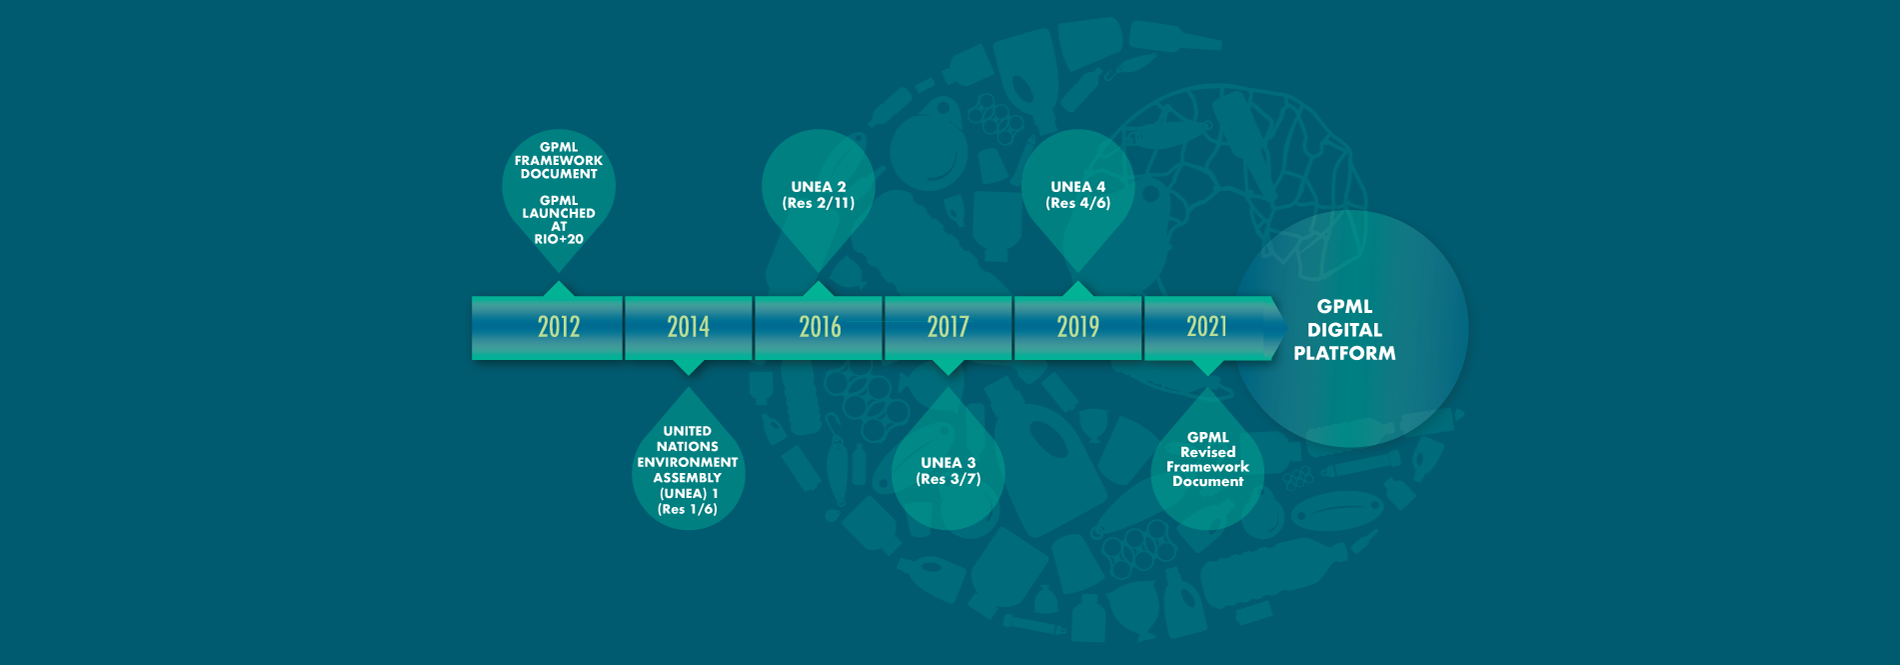 GPML
FRAMEWORK
DOCUMENT
GPML
LAUNCHED
AT
RIO+20
UNEA 2
(Res 2/11)
UNEA 4
(Res 4/6)
2012
2014
2016
2017
2019
2021
GPML
DIGITAL
PLATFORM
UNITED
NATIONS
ENVIRONMENT
ASSEMBLY
(UNEA) 1
(Res 1/6)
UNEA 3
(Res 3/7)
GPML
Revised
Framework
Document